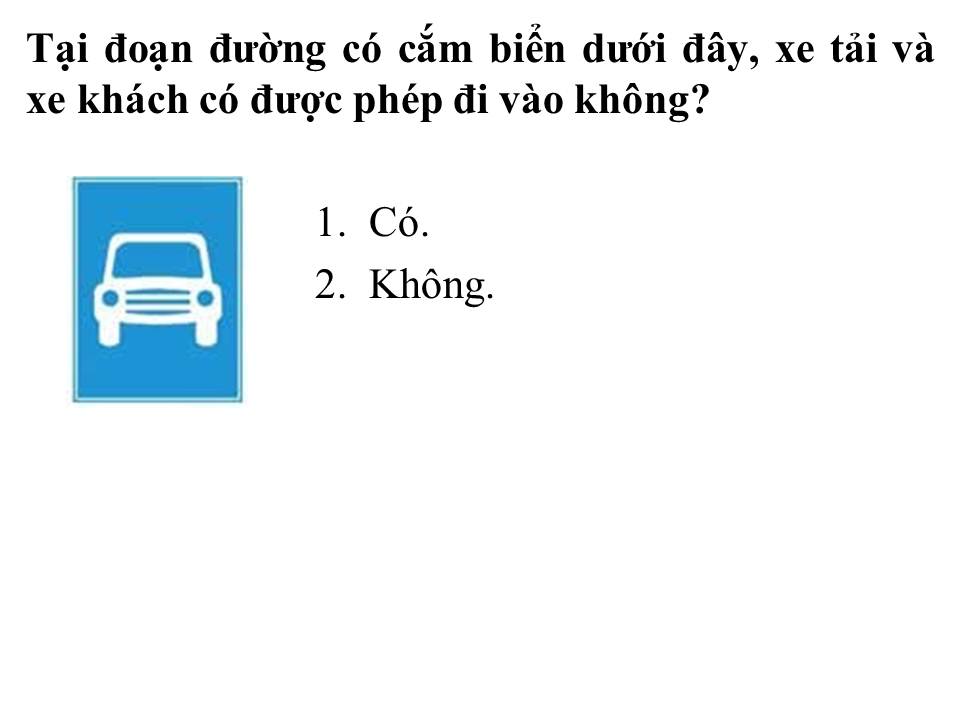 Tại đoạn đường có cắm biển dưới đây, xe tải và
xe khách có được phép đi vào không?
1. Có.
2. Không.